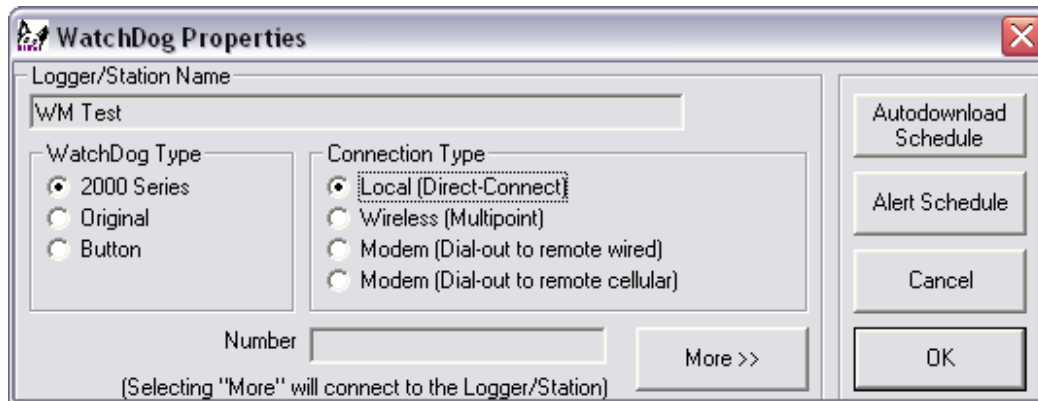 WatchDog Properties
Logger/Station Name
WM Test
WatchDog Type
2000 Series
Original
Button
Connection Type
Local (Direct-Connect)
Wireless (Multipoint)
Modem (Dial-out to remote wired)
Modem (Dial-out to remote cellular)
Number
(Selecting "More" will connect to the Logger/Station)
More >>
Autodownload
Schedule
Alert Schedule
Cancel
OK